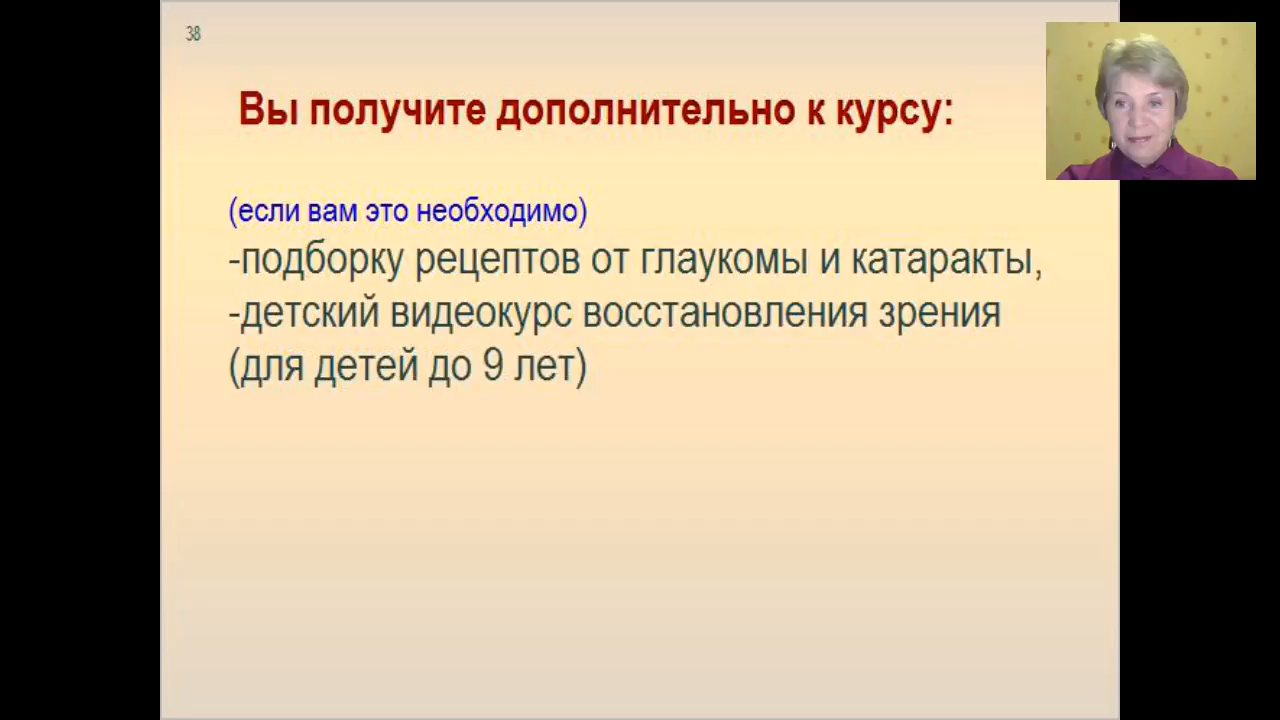 38
Вы получите дополнительно к курсу:
(если вам это необходимо)
-подборку рецептов от глаукомы и катаракты,
-детский видеокурс восстановления зрения
(для детей до 9 лет)